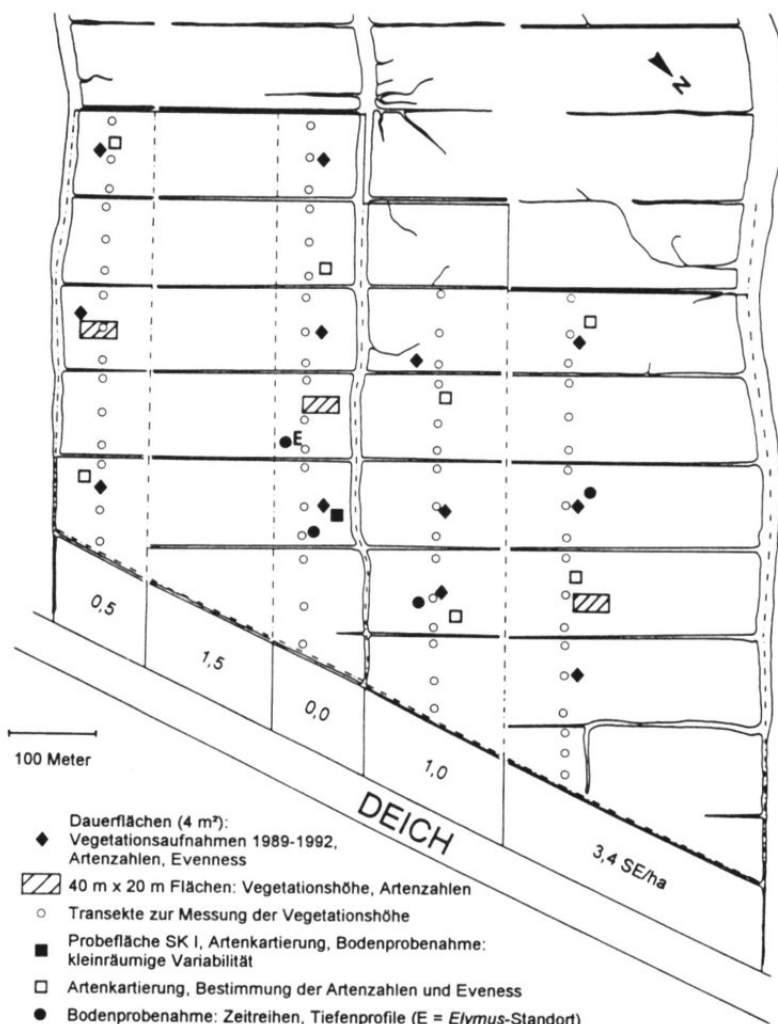 N
E
0,5
1,5
0,0
1,0
3,4 SE/ha
100 Meter
DEICH
Dauerflächen (4 m²):
Vegetationsaufnahmen 1989-1992,
Artenzahlen, Evenness
40 m x 20 m Flächen: Vegetationshöhe, Artenzahlen
Transekte zur Messung der Vegetationshöhe
Probefläche SK I, Artenkartierung, Bodenprobenahme:
kleinräumige Variabilität
Artenkartierung, Bestimmung der Artenzahlen und Eveness
Bodenprobenahme: Zeitreihen, Tiefenprofile (E = Elymus-Standort)